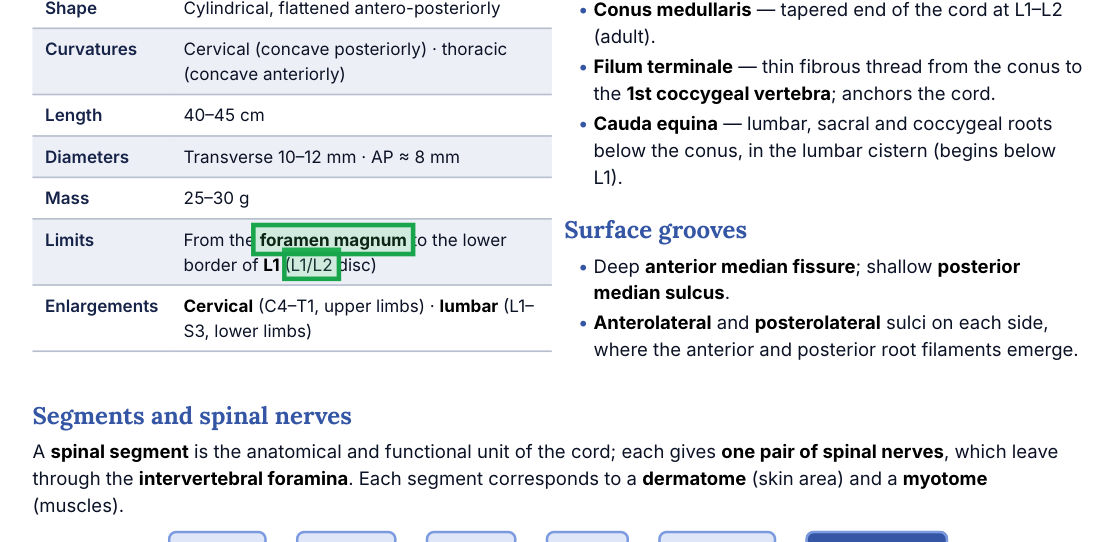 Shape Cylindrical, flattened antero-posteriorly
Curvatures Cervical (concave posteriorly) · thoracic
(concave anteriorly)
Length 40–45 cm
Diameters Transverse 10–12 mm · AP ≈ 8 mm
Mass 25–30 g
Limits From the foramen magnum to the lower
border of L1 (L1/L2 disc)
Enlargements Cervical (C4–T1, upper limbs) · lumbar (L1–
S3, lower limbs)
• Conus medullaris — tapered end of the cord at L1–L2
(adult).
• Filum terminale — thin fibrous thread from the conus to
the 1st coccygeal vertebra; anchors the cord.
• Cauda equina — lumbar, sacral and coccygeal roots
below the conus, in the lumbar cistern (begins below
L1).
Surface grooves
• Deep anterior median fissure; shallow posterior
median sulcus.
• Anterolateral and posterolateral sulci on each side,
where the anterior and posterior root filaments emerge.
Segments and spinal nerves
A spinal segment is the anatomical and functional unit of the cord; each gives one pair of spinal nerves, which leave
through the intervertebral foramina. Each segment corresponds to a dermatome (skin area) and a myotome
(muscles).